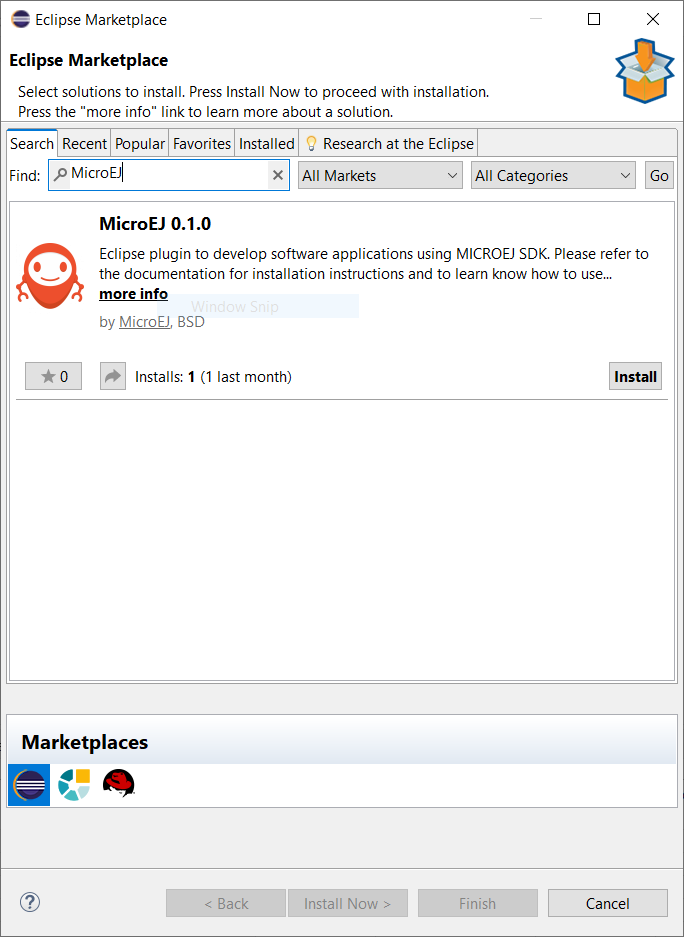 Eclipse Marketplace
Eclipse Marketplace
Select solutions to install. Press Install Now to proceed with installation.
Press the "more info" link to learn more about a solution.
Search Recent Popular Favorites Installed Research at the Eclipse
Find: MicroEJ All Markets All Categories Go
MicroEJ 0.1.0
Eclipse plugin to develop software applications using MICROEJ SDK. Please refer to
the documentation for installation instructions and to learn know how to use...
more info
Window Snip
by MicroEJ, BSD
0 Installs: 1 (1 last month) Install
Marketplaces
? < Back Install Now > Finish Cancel